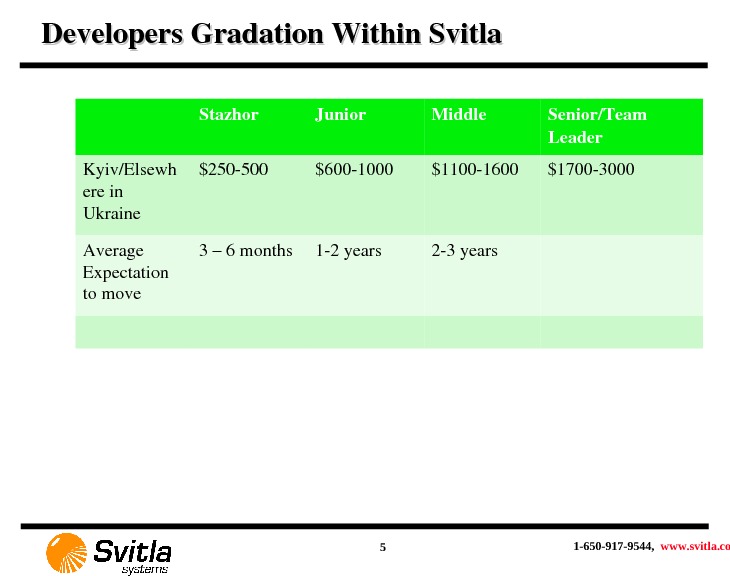 Developers Gradation Within Svitla
Stazhor Junior Middle Senior/Team
Leader
Kyiv/Elsewh $250-500 $600-1000 $1100-1600 $1700-3000
ere in
Ukraine
Average 3 – 6 months 1-2 years 2-3 years
Expectation
to move
Svitla
systems
5
1-650-917-9544, www.svitla.co